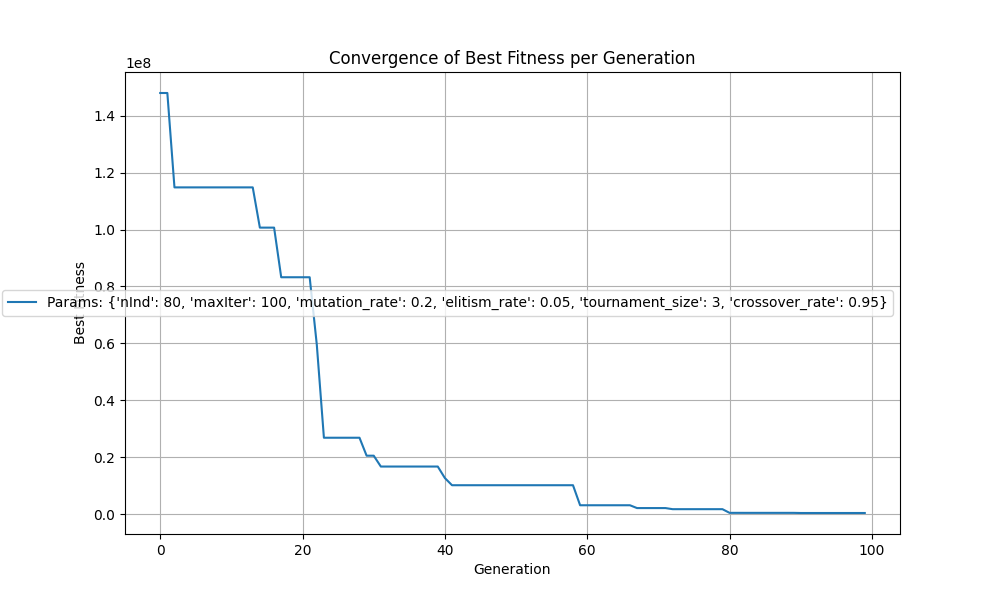 Convergence of Best Fitness per Generation
1e8
1.4
1.2
1.0
0.8
Params: {'nInd': 80, 'maxIter': 100, 'mutation_rate': 0.2, 'elitism_rate': 0.05, 'tournament_size': 3, 'crossover_rate': 0.95}
0.6
0.4
0.2
0.0
0 20 40 60 80 100
Generation
Best